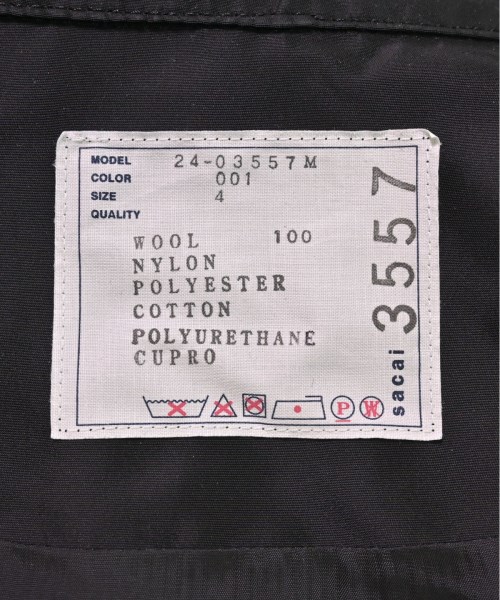 MODEL 24-03557M
COLOR 001
SIZE 4
QUALITY
WOOL 100
NYLON
POLYESTER
COTTON
POLYURETHANE
CUPRO
P W
sacai 3557